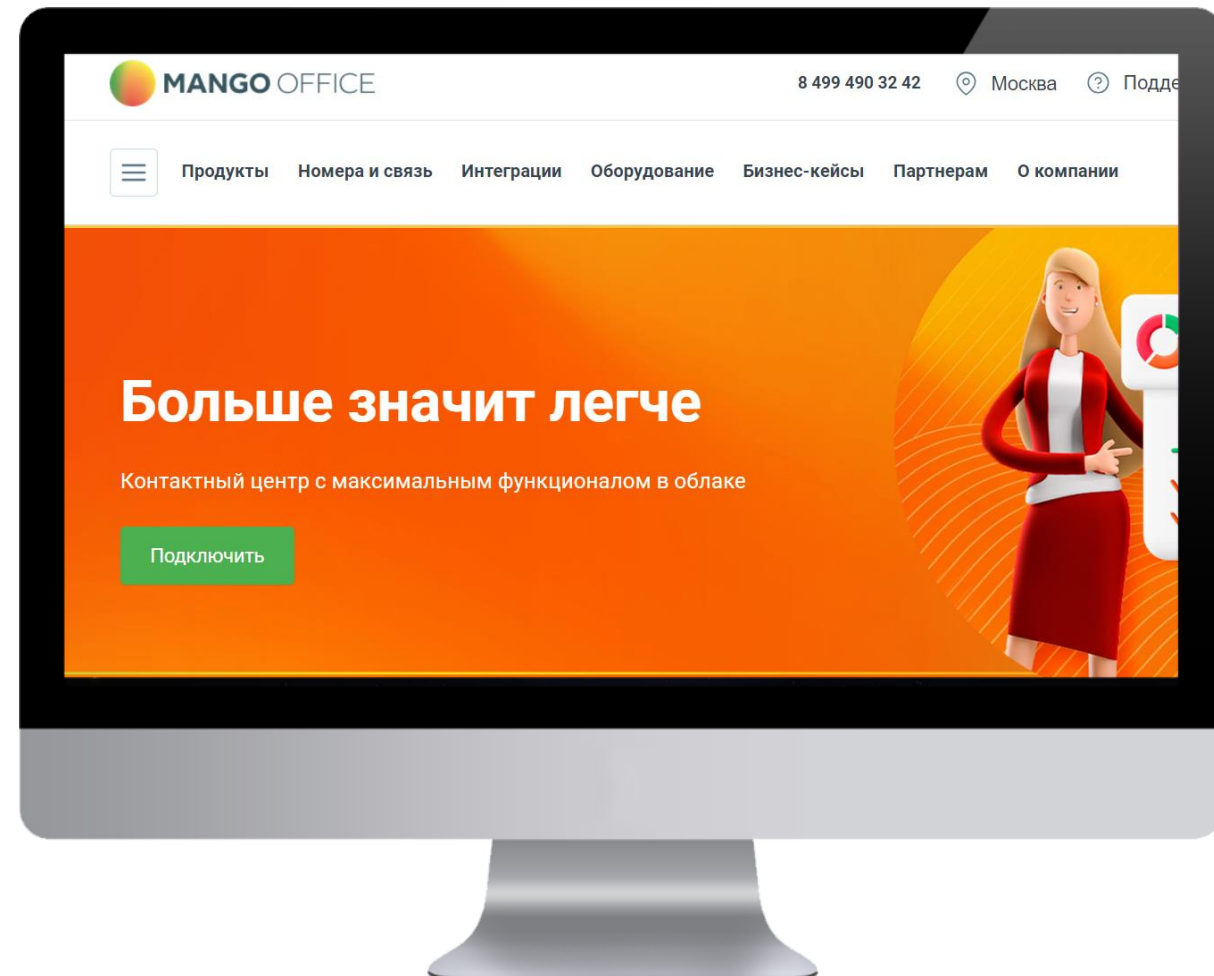 MANGO OFFICE
8 499 490 32 42
Москва
Продукты Номера и связь Интеграции Оборудование Бизнес-кейсы Партнерам О компании
Больше значит легче
Контактный центр с максимальным функционалом в облаке
Подключить